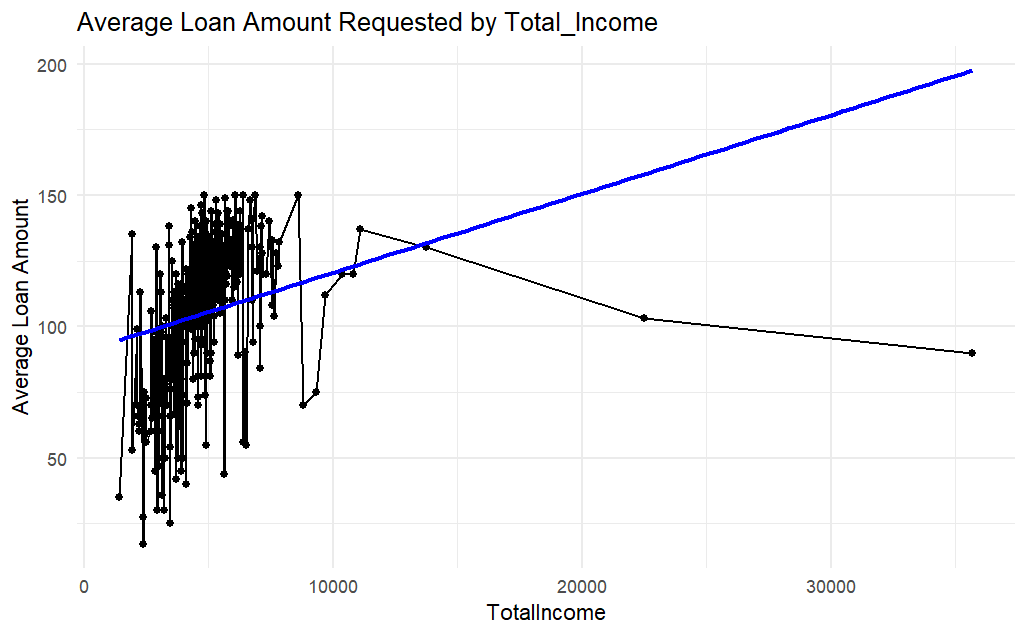 Average Loan Amount Requested by Total_Income
200
150
100
50
Average Loan Amount
0 10000 20000 30000
TotalIncome